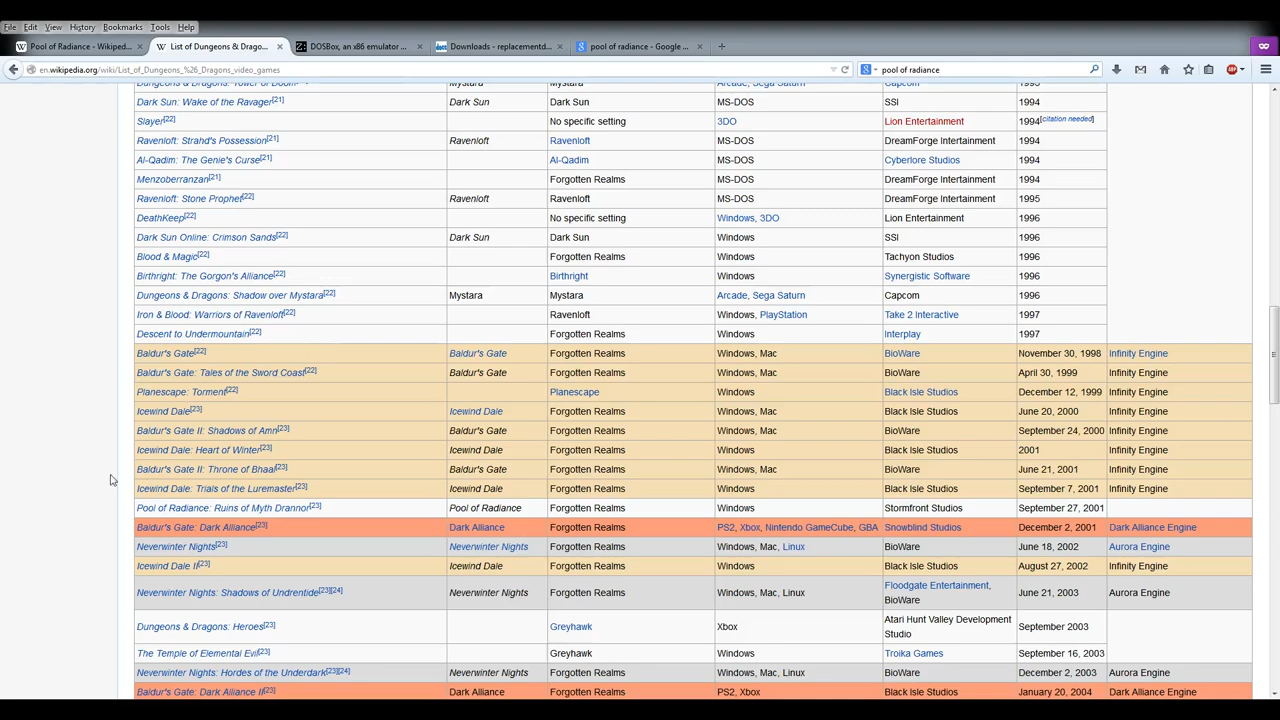 File Edit View History Bookmarks Tools Help
Pool of Radiance - Wikiped... × List of Dungeons & Drago... × DOSBox, an x86 emulator ... × Downloads - replacementd... × pool of radiance - Google ... × +
en.wikipedia.org/wiki/List_of_Dungeons_%26_Dragons_video_games pool of radiance
Dungeons & Dragons: Tower of Doom Mystara Arcade, Sega Saturn Capcom 1993
Dark Sun: Wake of the Ravager[21] Dark Sun Dark Sun MS-DOS SSI 1994
Slayer[22] No specific setting 3DO Lion Entertainment 1994[citation needed]
Ravenloft: Strahd's Possession[21] Ravenloft Ravenloft MS-DOS DreamForge Intertainment 1994
Al-Qadim: The Genie's Curse[21] Al-Qadim MS-DOS Cyberlore Studios 1994
Menzoberranzan[21] Forgotten Realms MS-DOS DreamForge Intertainment 1994
Ravenloft: Stone Prophet[22] Ravenloft Ravenloft MS-DOS DreamForge Intertainment 1995
DeathKeep[22] No specific setting Windows, 3DO Lion Entertainment 1996
Dark Sun Online: Crimson Sands[22] Dark Sun Dark Sun Windows SSI 1996
Blood & Magic[22] Forgotten Realms Windows Tachyon Studios 1996
Birthright: The Gorgon's Alliance[22] Birthright Windows Synergistic Software 1996
Dungeons & Dragons: Shadow over Mystara[22] Mystara Mystara Arcade, Sega Saturn Capcom 1996
Iron & Blood: Warriors of Ravenloft[22] Ravenloft Windows, PlayStation Take 2 Interactive 1997
Descent to Undermountain[22] Forgotten Realms Windows Interplay 1997
Baldur's Gate[22] Baldur's Gate Forgotten Realms Windows, Mac BioWare November 30, 1998 Infinity Engine
Baldur's Gate: Tales of the Sword Coast[22] Baldur's Gate Forgotten Realms Windows, Mac BioWare April 30, 1999 Infinity Engine
Planescape: Torment[22] Planescape Windows Black Isle Studios December 12, 1999 Infinity Engine
Icewind Dale[23] Icewind Dale Forgotten Realms Windows, Mac Black Isle Studios June 20, 2000 Infinity Engine
Baldur's Gate II: Shadows of Amn[23] Baldur's Gate Forgotten Realms Windows, Mac BioWare September 24, 2000 Infinity Engine
Icewind Dale: Heart of Winter[23] Icewind Dale Forgotten Realms Windows Black Isle Studios 2001 Infinity Engine
Baldur's Gate II: Throne of Bhaal[23] Baldur's Gate Forgotten Realms Windows, Mac BioWare June 21, 2001 Infinity Engine
Icewind Dale: Trials of the Luremaster[23] Icewind Dale Forgotten Realms Windows Black Isle Studios September 7, 2001 Infinity Engine
Pool of Radiance: Ruins of Myth Drannor[23] Pool of Radiance Forgotten Realms Windows Stormfront Studios September 27, 2001
Baldur's Gate: Dark Alliance[23] Dark Alliance Forgotten Realms PS2, Xbox, Nintendo GameCube, GBA Snowblind Studios December 2, 2001 Dark Alliance Engine
Neverwinter Nights[23] Neverwinter Nights Forgotten Realms Windows, Mac, Linux BioWare June 18, 2002 Aurora Engine
Icewind Dale II[23] Icewind Dale Forgotten Realms Windows Black Isle Studios August 27, 2002 Infinity Engine
Neverwinter Nights: Shadows of Undrentide[23][24] Neverwinter Nights Forgotten Realms Windows, Mac, Linux Floodgate Entertainment, BioWare June 21, 2003 Aurora Engine
Dungeons & Dragons: Heroes[23] Greyhawk Xbox Atari Hunt Valley Development Studio September 2003
The Temple of Elemental Evil[23] Greyhawk Windows Troika Games September 16, 2003
Neverwinter Nights: Hordes of the Underdark[23][24] Neverwinter Nights Forgotten Realms Windows, Mac, Linux BioWare December 2, 2003 Aurora Engine
Baldur's Gate: Dark Alliance II[23] Dark Alliance Forgotten Realms PS2, Xbox Black Isle Studios January 20, 2004 Dark Alliance Engine